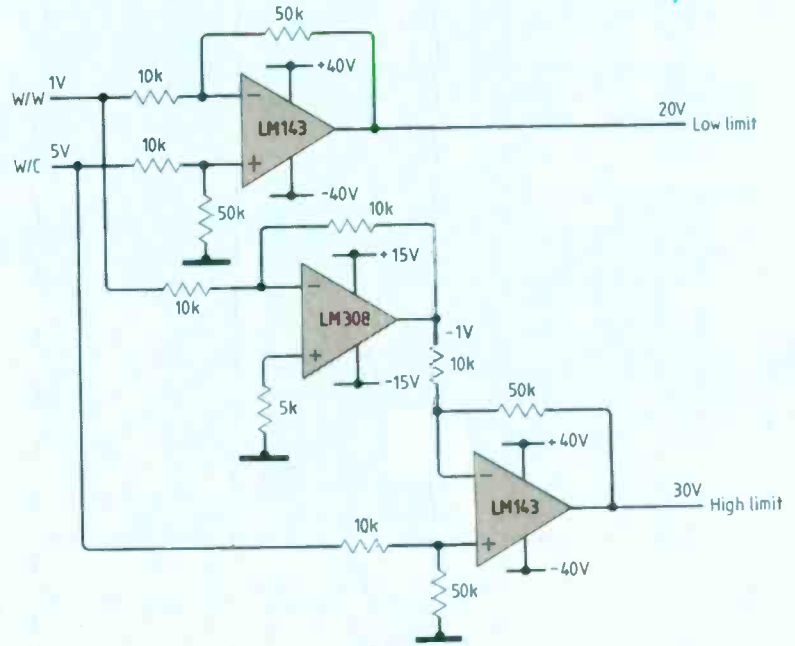 50k
+40V
10k
1V
W/W
−
LM143
20V
Low limit
5V
W/C
10k
+
-40V
50k
10k
+15V
10k
−
LM308
-1V
10k
+
-15V
50k
5k
+40V
−
LM143
30V
High limit
10k
+
-40V
50k